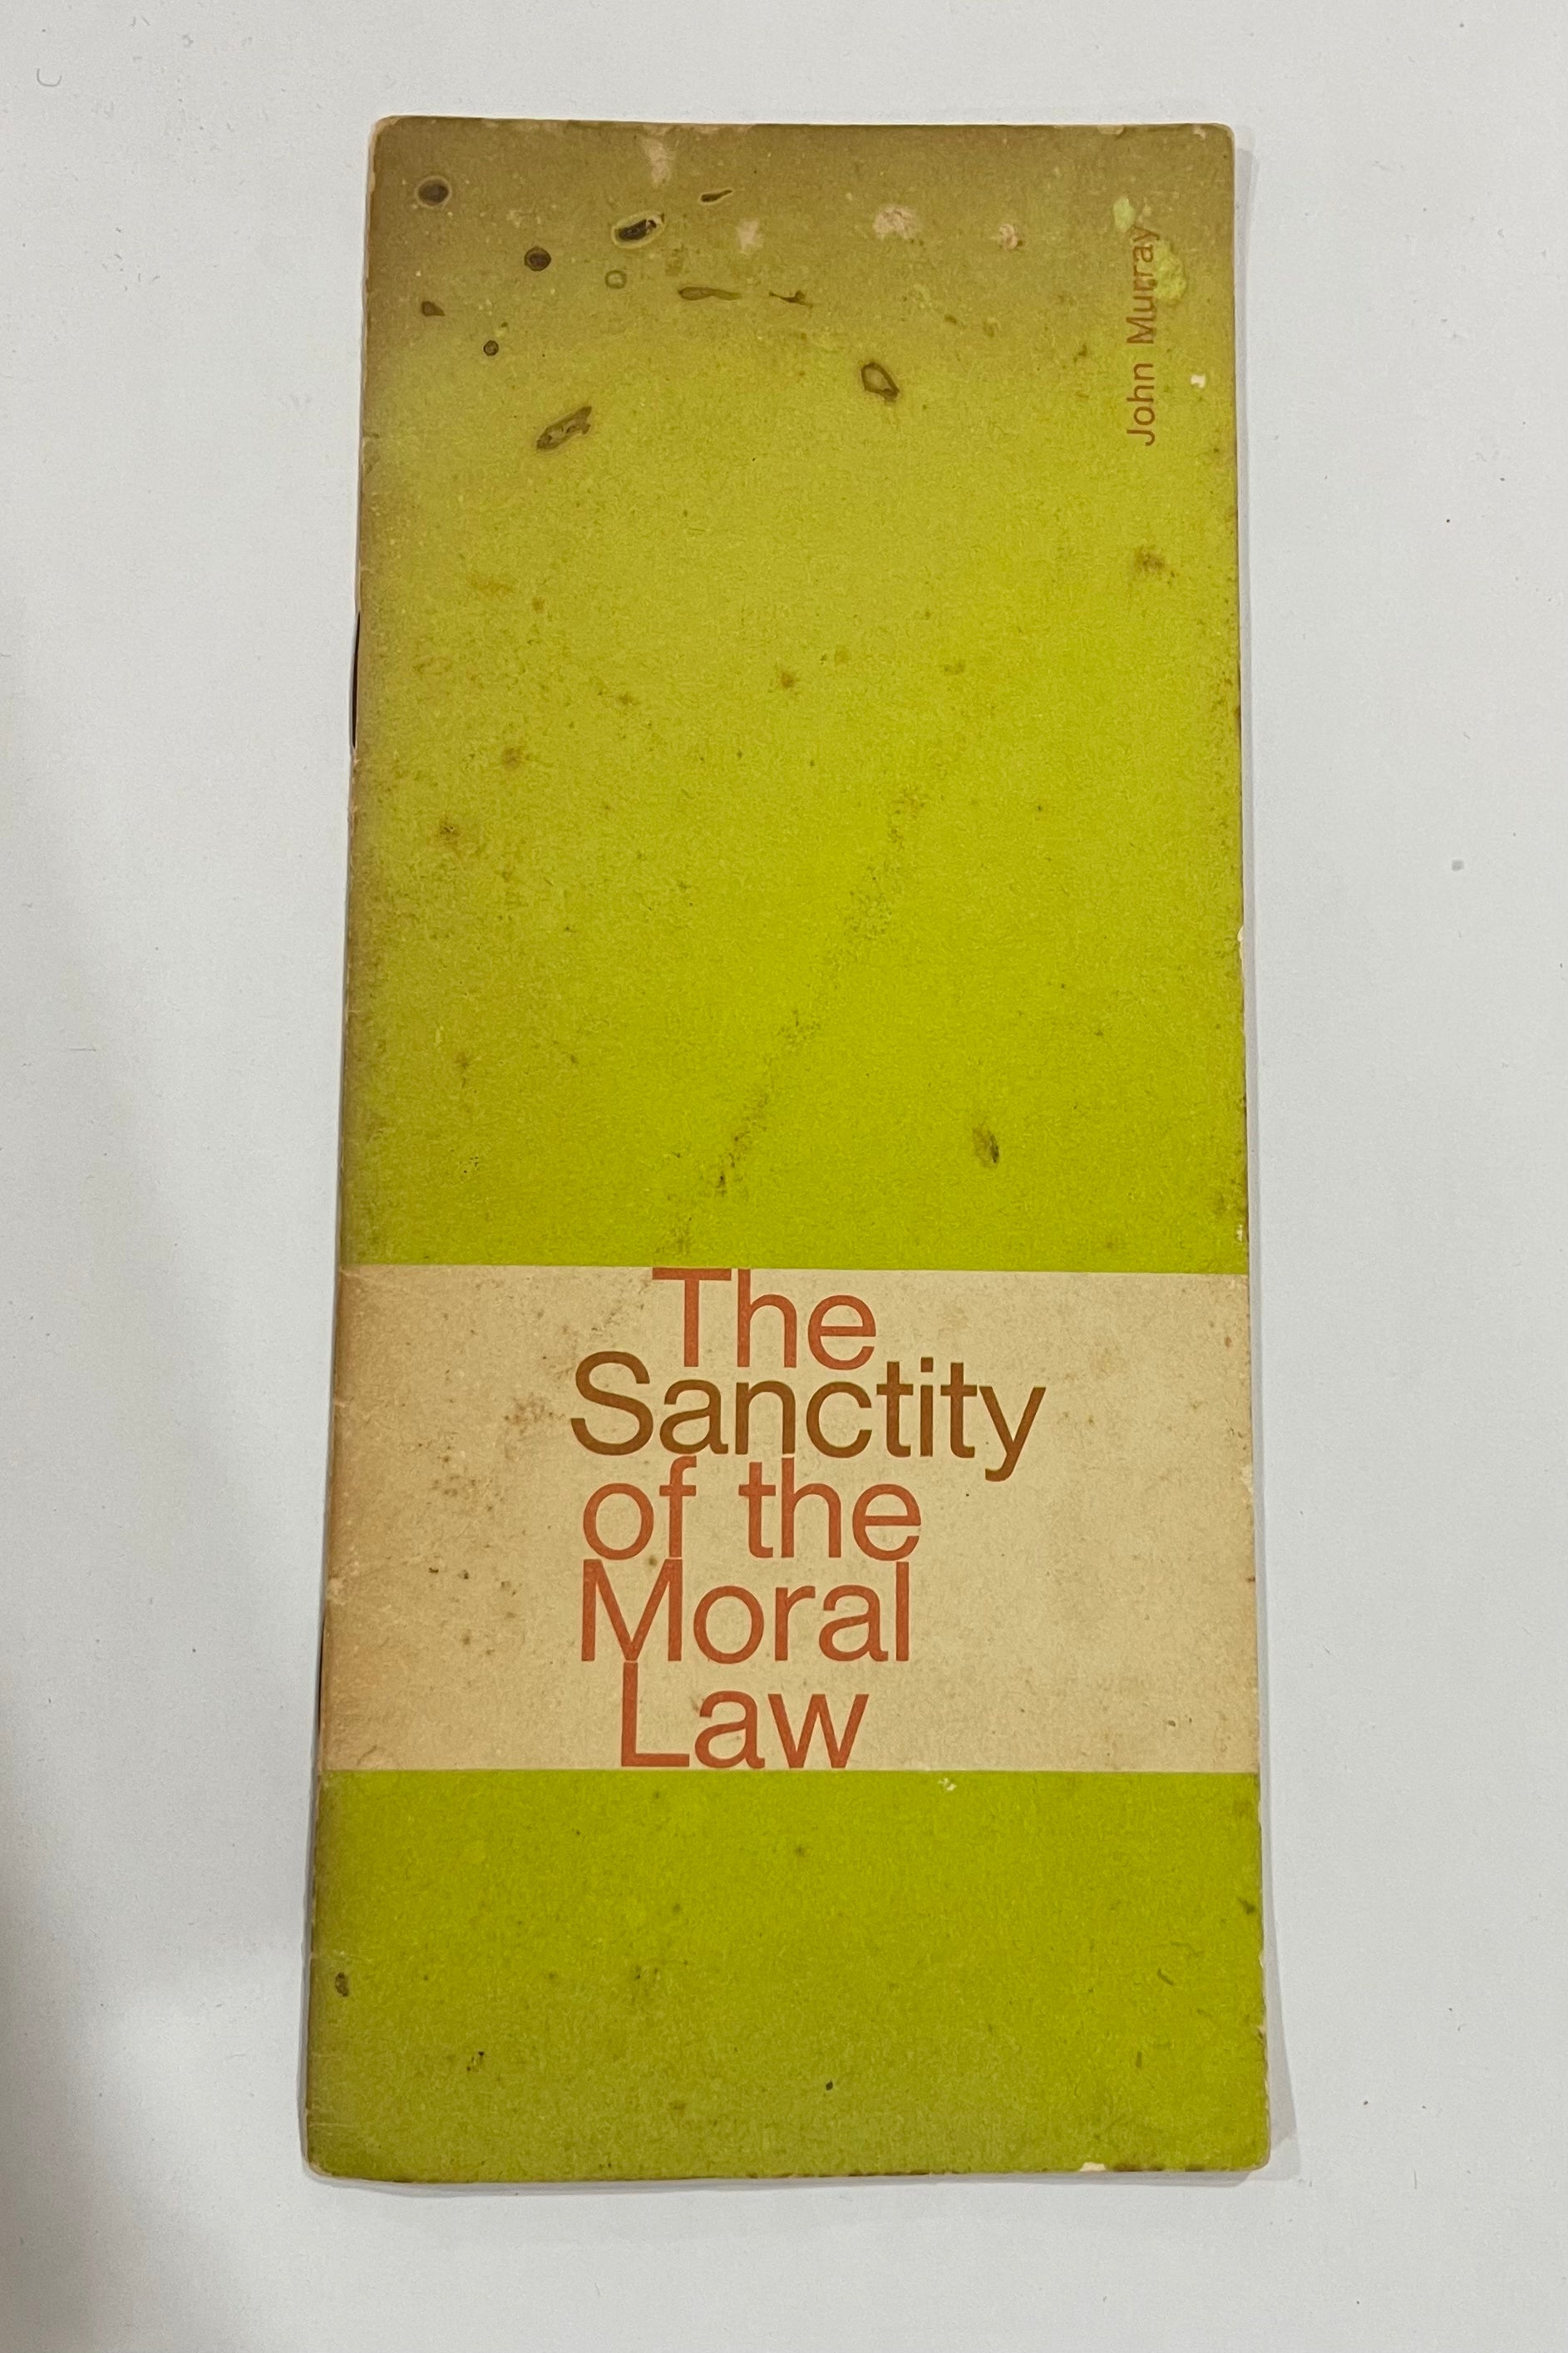 John Murray
The
Sanctity
of the
Moral
Law